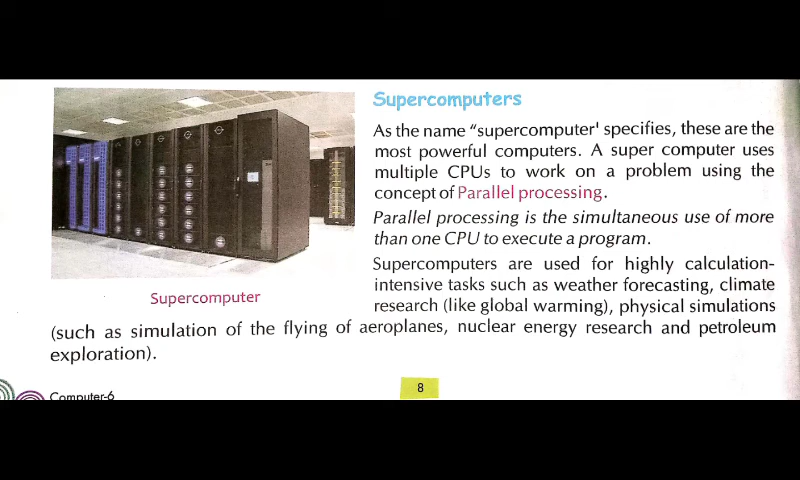 Supercomputers
As the name "supercomputer' specifies, these are the
most powerful computers. A super computer uses
multiple CPUs to work on a problem using the
concept of Parallel processing.
Parallel processing is the simultaneous use of more
than one CPU to execute a program.
Supercomputers are used for highly calculation-
intensive tasks such as weather forecasting, climate
research (like global warming), physical simulations
(such as simulation of the flying of aeroplanes, nuclear energy research and petroleum
exploration).
Supercomputer
8
Computer-6